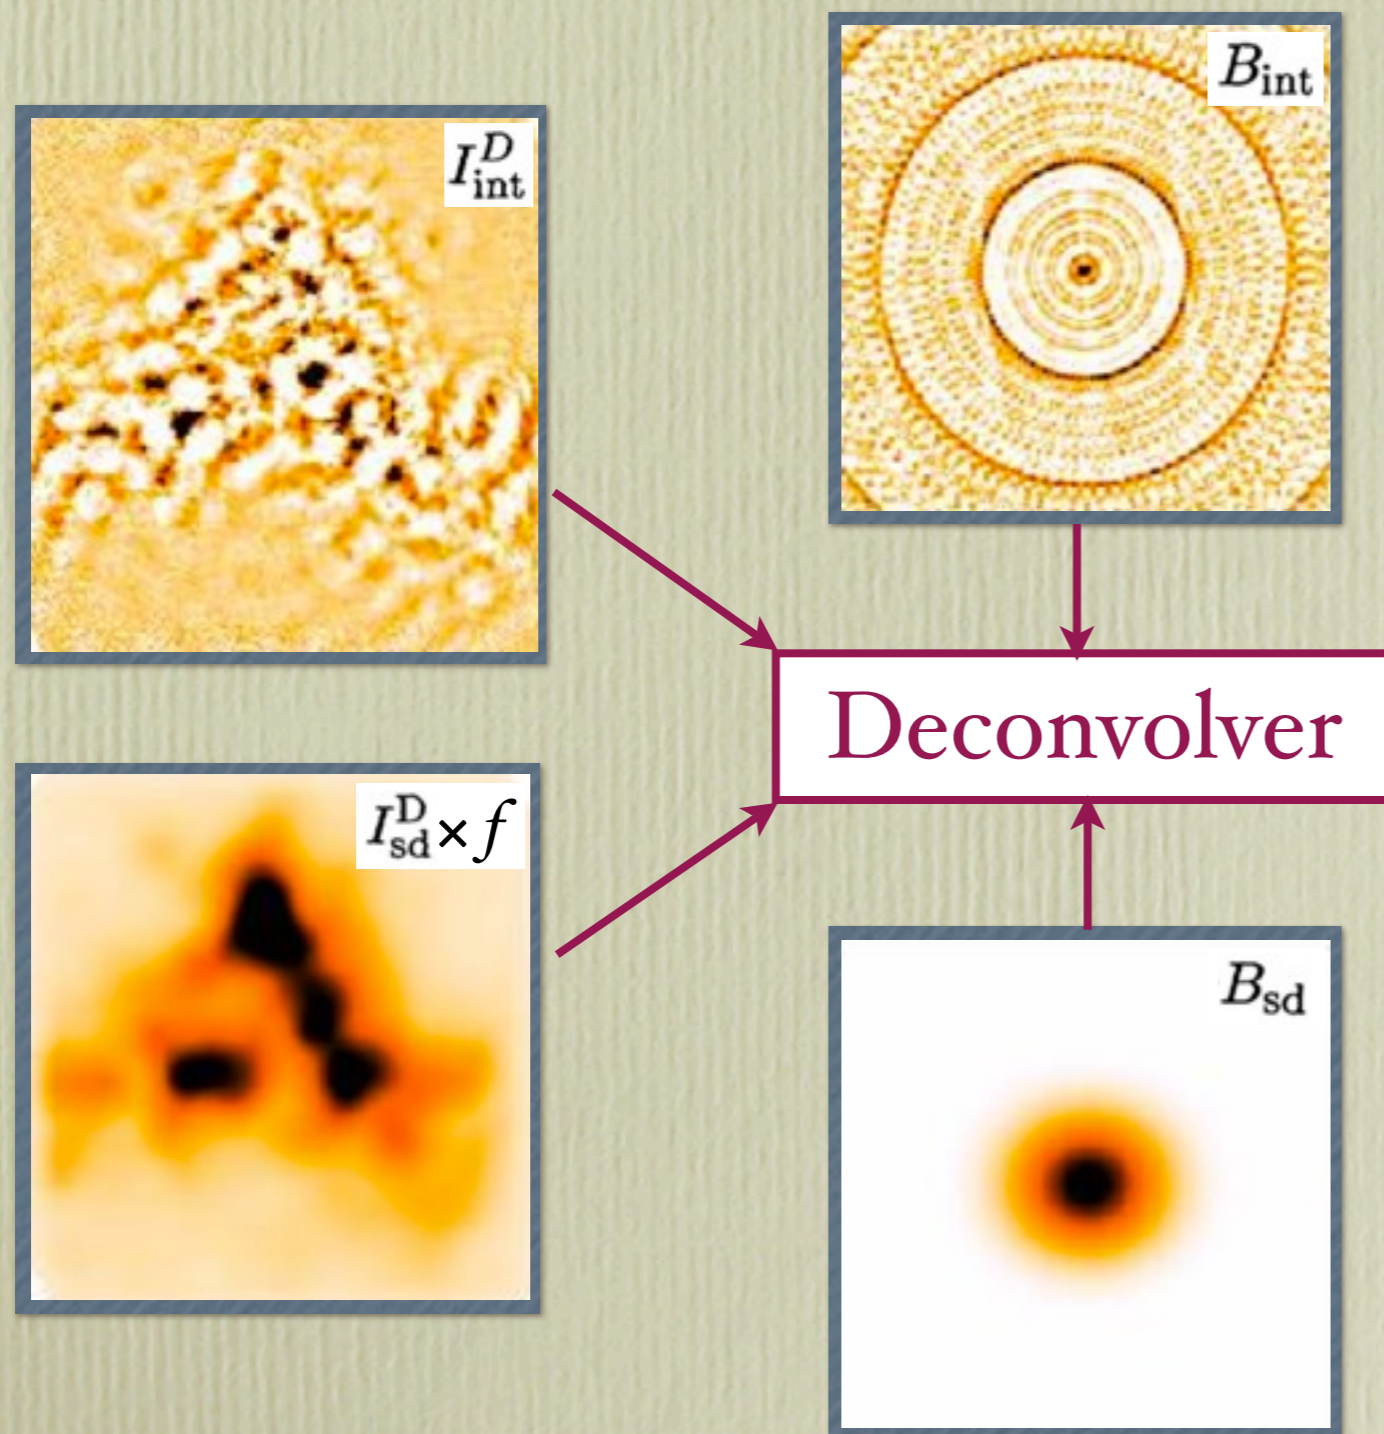 B_int
I^D_int
Deconvolver
I^D_sd × f
B_sd